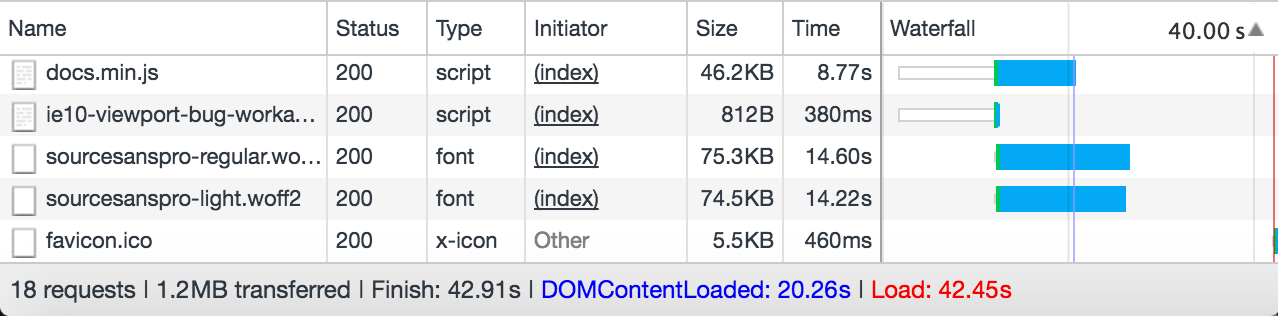 Name Status Type Initiator Size Time Waterfall 40.00 s▲
docs.min.js 200 script (index) 46.2KB 8.77s
ie10-viewport-bug-worka... 200 script (index) 812B 380ms
sourcesanspro-regular.wo... 200 font (index) 75.3KB 14.60s
sourcesanspro-light.woff2 200 font (index) 74.5KB 14.22s
favicon.ico 200 x-icon Other 5.5KB 460ms
18 requests | 1.2MB transferred | Finish: 42.91s | DOMContentLoaded: 20.26s | Load: 42.45s